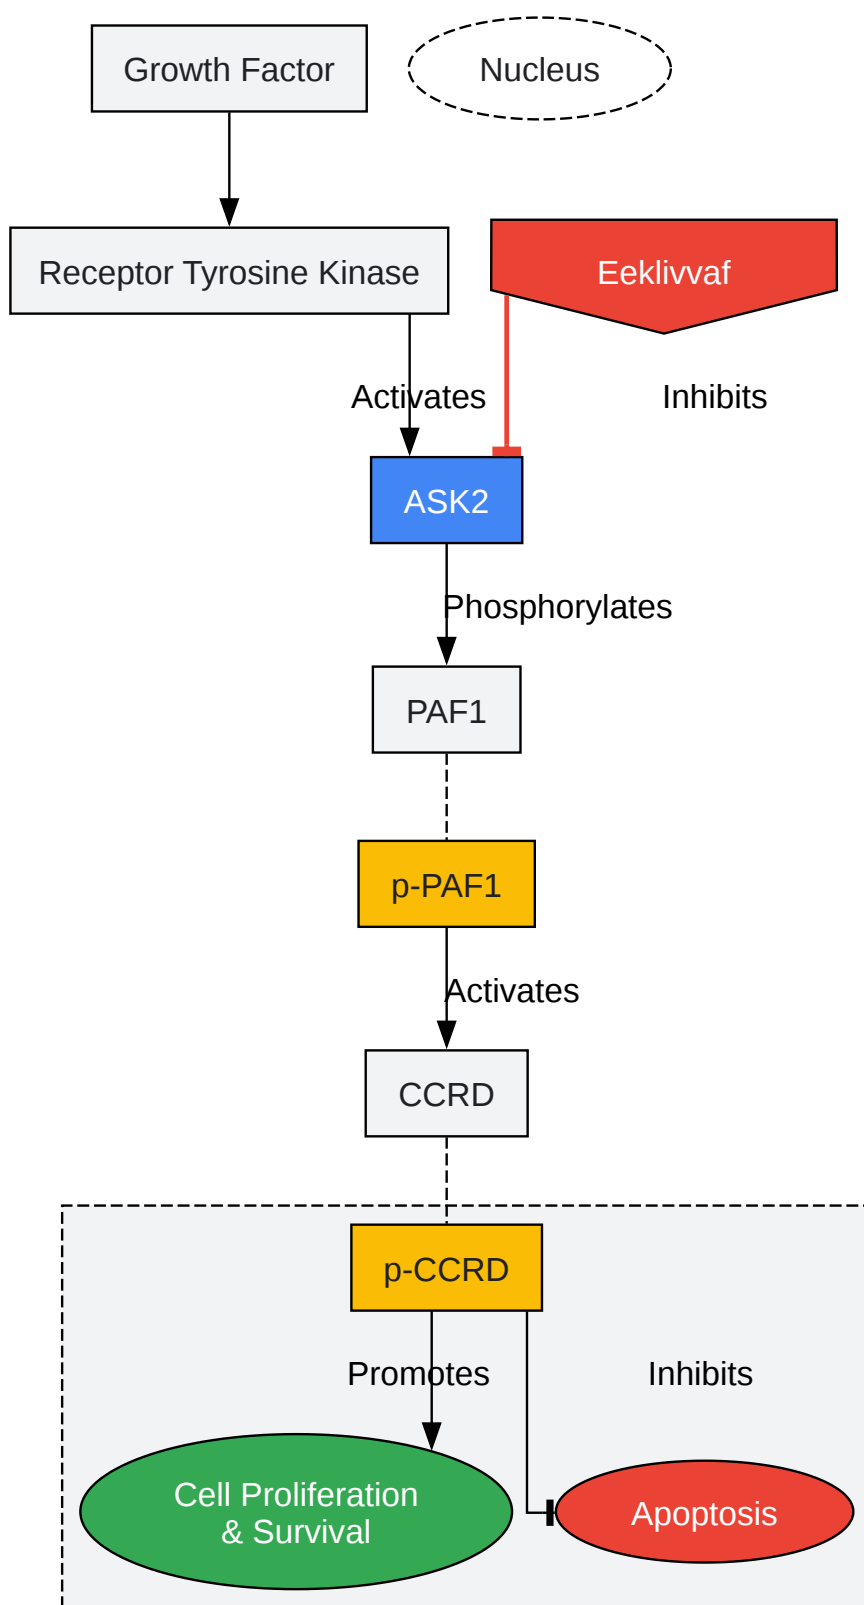 Growth Factor
Nucleus
Receptor Tyrosine Kinase
Eeklivvaf
Activates
Inhibits
ASK2
Phosphorylates
PAF1
p-PAF1
Activates
CCRD
p-CCRD
Promotes
Inhibits
Cell Proliferation
& Survival
Apoptosis